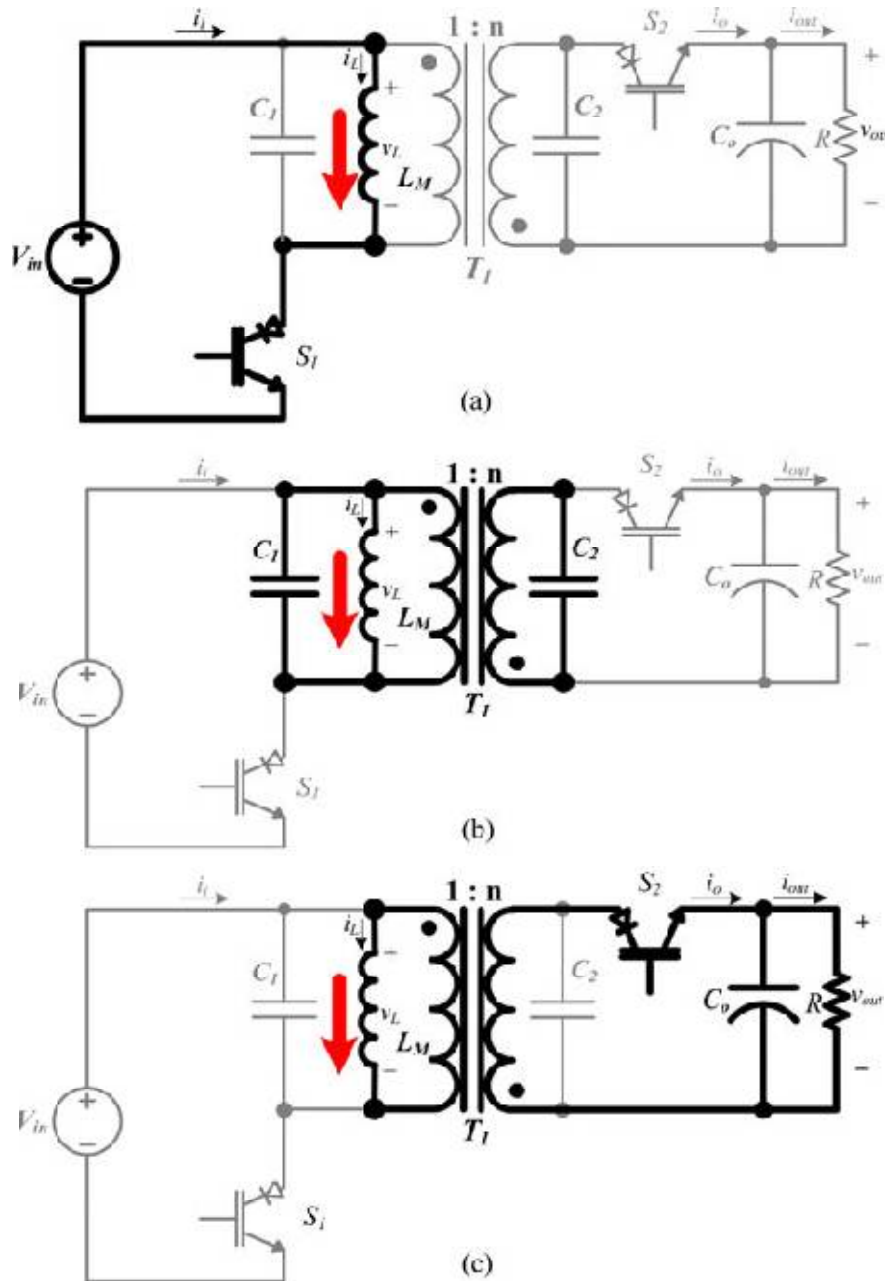 i_i
1 : n
S_2
i_o
i_out
i_L
+
C_1
v_L
L_M
C_2
C_o
R
v_ou
+
−
−
V_in
+
−
T_1
S_1
(a)
i_i
1 : n
S_2
i_o
i_out
i_L
+
C_1
v_L
L_M
C_2
C_o
R
v_out
+
−
−
V_in
+
−
T_1
S_1
(b)
i_i
1 : n
S_2
i_o
i_out
i_L
−
C_1
v_L
L_M
C_2
C_o
R
v_out
+
−
−
V_in
+
−
T_1
S_i
(c)